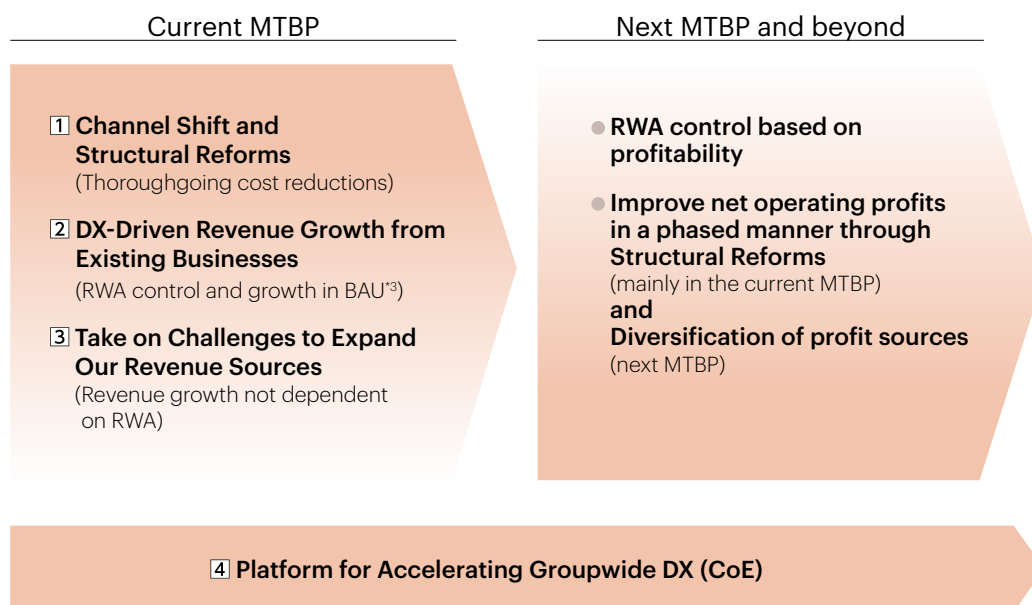 Current MTBP
1 Channel Shift and
Structural Reforms
(Thoroughgoing cost reductions)
2 DX-Driven Revenue Growth from
Existing Businesses
(RWA control and growth in BAU*3)
3 Take on Challenges to Expand
Our Revenue Sources
(Revenue growth not dependent
on RWA)
Next MTBP and beyond
● RWA control based on
profitability
● Improve net operating profits
in a phased manner through
Structural Reforms
(mainly in the current MTBP)
and
Diversification of profit sources
(next MTBP)
4 Platform for Accelerating Groupwide DX (CoE)